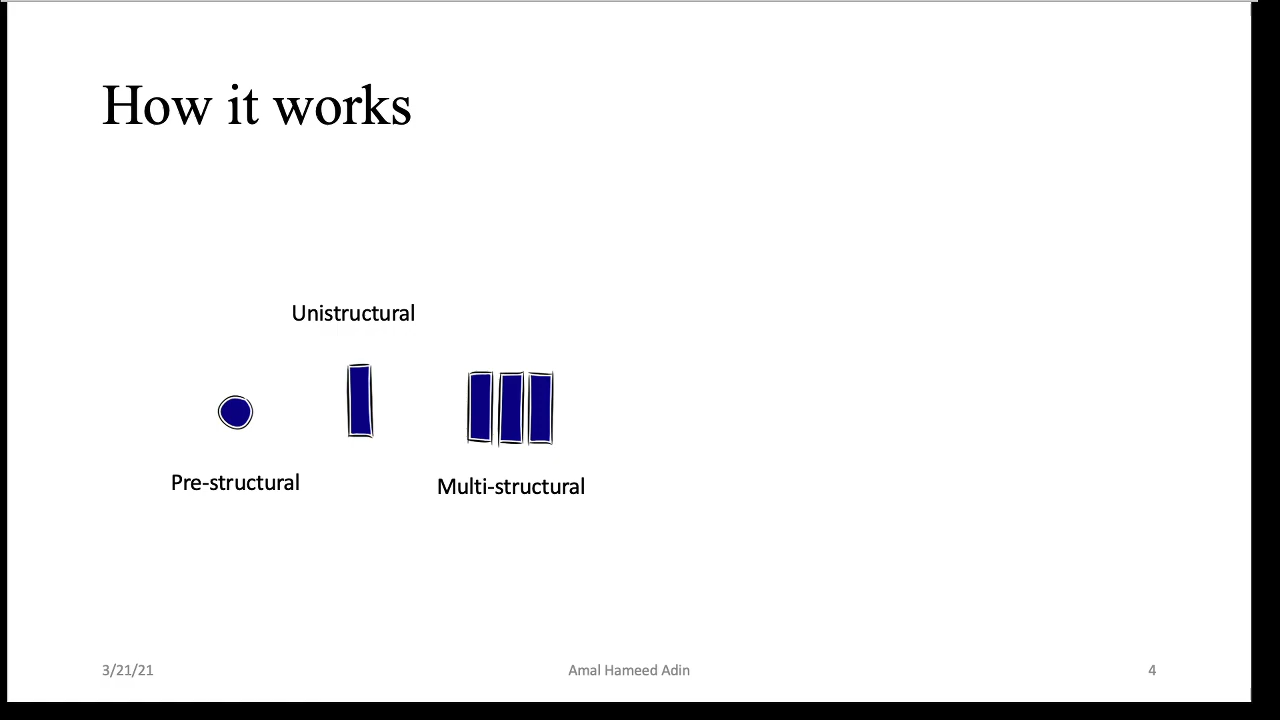 How it works
Unistructural
Pre-structural
Multi-structural
3/21/21
Amal Hameed Adin
4